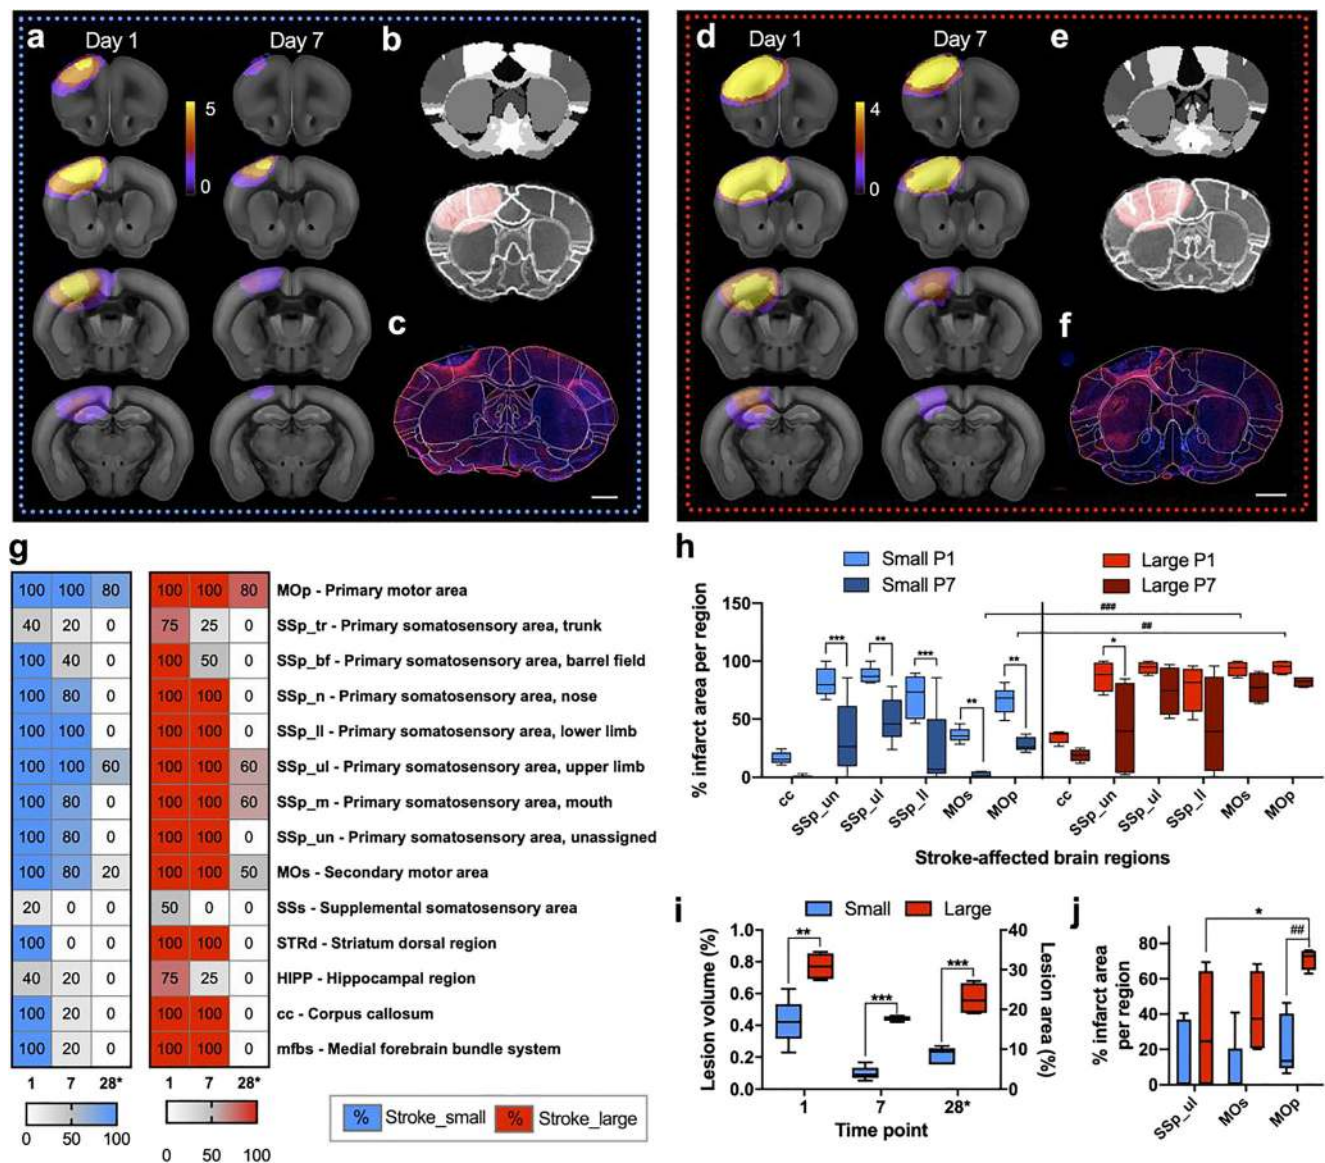 a
Day 1
Day 7
5
0
b
c
d
Day 1
Day 7
4
0
e
f
g
100 100 80 100 100 80 MOp - Primary motor area
40 20 0 75 25 0 SSp_tr - Primary somatosensory area, trunk
100 40 0 100 50 0 SSp_bf - Primary somatosensory area, barrel field
100 80 0 100 100 0 SSp_n - Primary somatosensory area, nose
100 100 0 100 100 0 SSp_ll - Primary somatosensory area, lower limb
100 100 60 100 100 60 SSp_ul - Primary somatosensory area, upper limb
100 80 0 100 100 60 SSp_m - Primary somatosensory area, mouth
100 80 0 100 100 0 SSp_un - Primary somatosensory area, unassigned
100 80 20 100 100 50 MOs - Secondary motor area
20 0 0 50 0 0 SSs - Supplemental somatosensory area
100 0 0 100 100 0 STRd - Striatum dorsal region
40 20 0 75 25 0 HIPP - Hippocampal region
100 20 0 100 100 0 cc - Corpus callosum
100 20 0 100 100 0 mfbs - Medial forebrain bundle system
1 7 28* 1 7 28*
0 50 100
0 50 100
% Stroke_small % Stroke_large
h
Small P1
Small P7
Large P1
Large P7
% infarct area per region
150
100
50
0
###
##
*** ** *** ** ** *
cc SSp_un SSp_ul SSp_ll MOs MOp cc SSp_un SSp_ul SSp_ll MOs MOp
Stroke-affected brain regions
i
Small Large
Lesion volume (%)
1.0
0.8
0.6
0.4
0.2
0.0
** *** ***
40
30
20
10
0
Lesion area (%)
1 7 28*
Time point
j
% infarct area
per region
80
60
40
20
0
*
##
SSp_ul MOs MOp